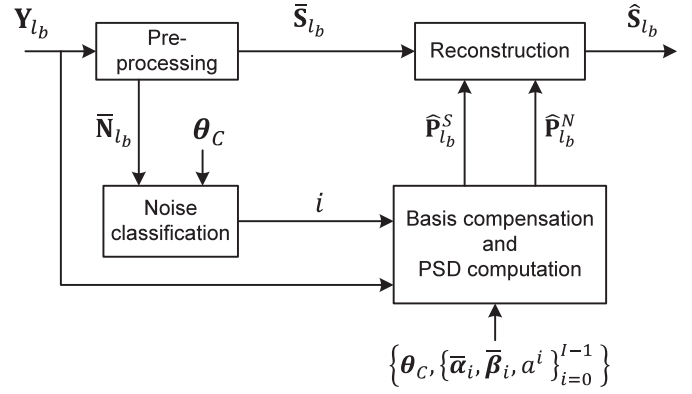 𝐘_{l_b}
Pre-
processing
𝐒̅_{l_b}
Reconstruction
𝐒̂_{l_b}
𝐍̅_{l_b}
𝜽_C
𝐏̂^S_{l_b}
𝐏̂^N_{l_b}
Noise
classification
i
Basis compensation
and
PSD computation
{𝜽_C, {𝜶̅_i, 𝜷̅_i, a^i}^{I−1}_{i=0}}